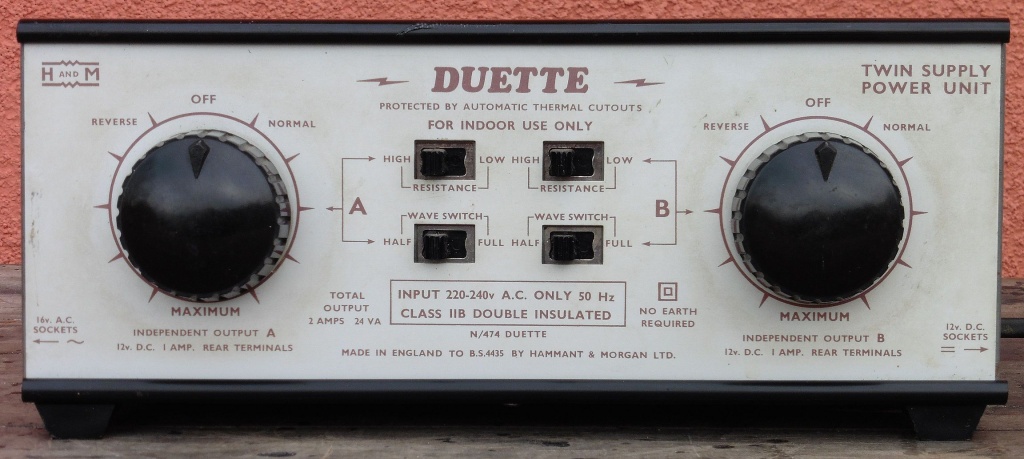 H AND M
DUETTE
TWIN SUPPLY
POWER UNIT
PROTECTED BY AUTOMATIC THERMAL CUTOUTS
FOR INDOOR USE ONLY
OFF
REVERSE NORMAL
MAXIMUM
INDEPENDENT OUTPUT A
12v. D.C. 1 AMP. REAR TERMINALS
16v. A.C.
SOCKETS
A
HIGH LOW
RESISTANCE
WAVE SWITCH
HALF FULL
HIGH LOW
RESISTANCE
WAVE SWITCH
HALF FULL
B
TOTAL
OUTPUT
2 AMPS 24 VA
INPUT 220-240v A.C. ONLY 50 Hz
CLASS IIB DOUBLE INSULATED
N/474 DUETTE
MADE IN ENGLAND TO B.S.4435 BY HAMMANT & MORGAN LTD.
NO EARTH
REQUIRED
OFF
REVERSE NORMAL
MAXIMUM
INDEPENDENT OUTPUT B
12v. D.C. 1 AMP. REAR TERMINALS
12v. D.C.
SOCKETS